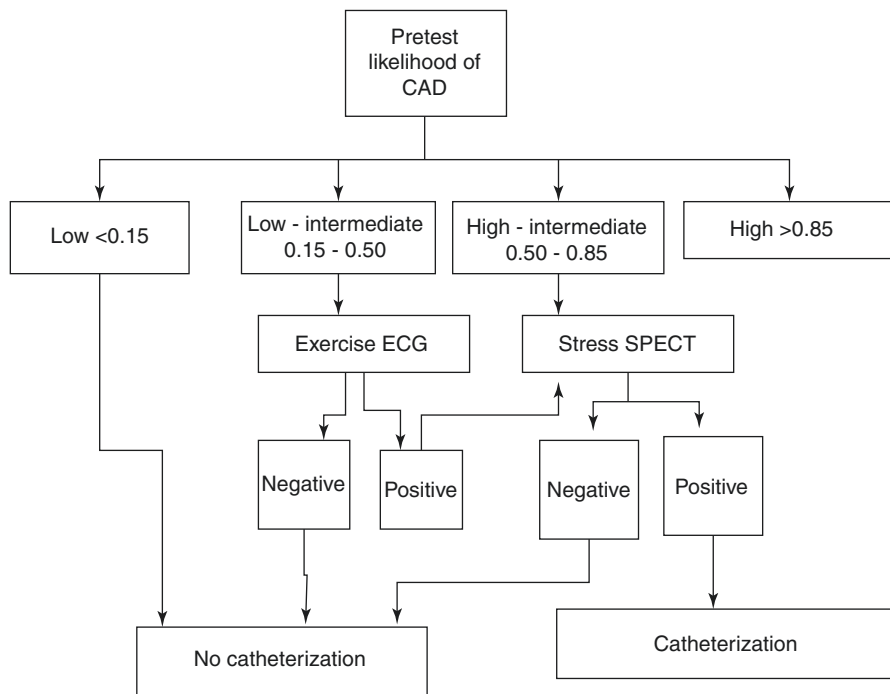 Pretest
likelihood of
CAD
Low <0.15
Low - intermediate
0.15 - 0.50
High - intermediate
0.50 - 0.85
High >0.85
Exercise ECG
Stress SPECT
Negative
Positive
Negative
Positive
No catheterization
Catheterization